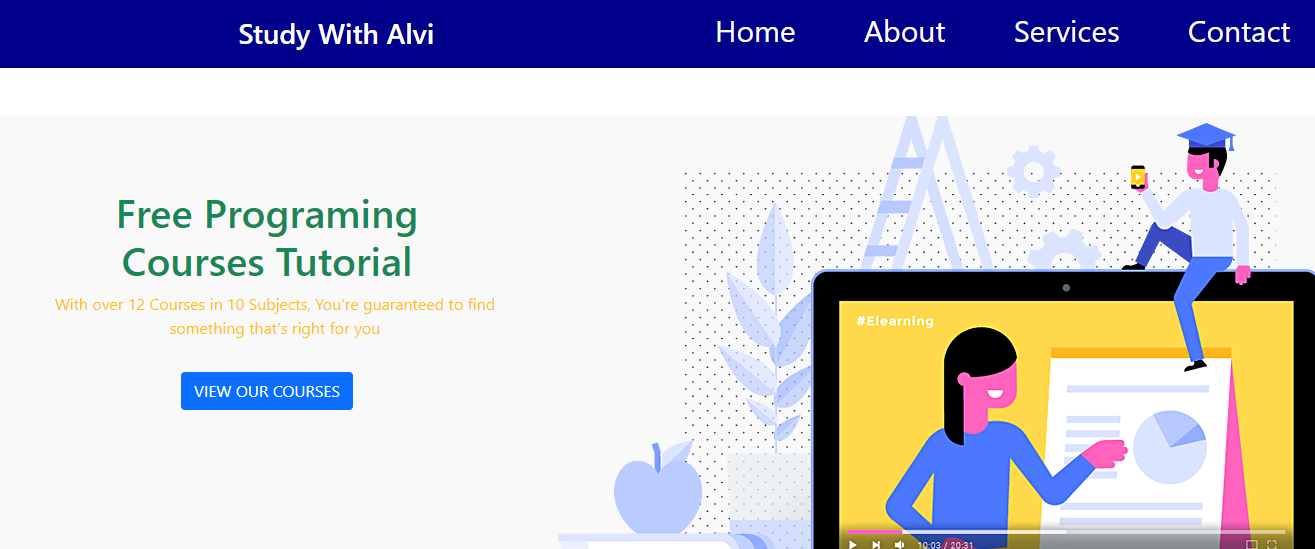 Study With Alvi
Home About Services Contact
Free Programing
Courses Tutorial
With over 12 Courses in 10 Subjects, You're guaranteed to find
something that's right for you
VIEW OUR COURSES
#Elearning
10:03 / 20:31